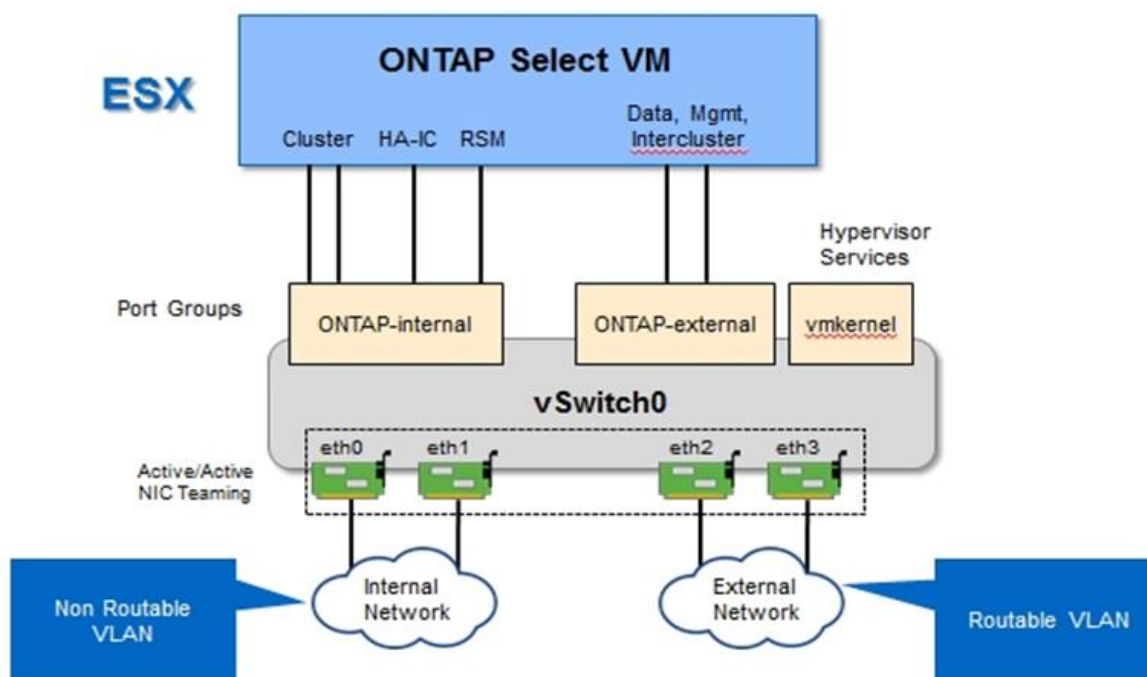 ONTAP Select VM
ESX
Cluster
HA-IC
RSM
Data, Mgmt,
Intercluster
Hypervisor
Services
Port Groups
ONTAP-internal
ONTAP-external
vmkernel
vSwitch0
eth0
eth1
eth2
eth3
Active/Active
NIC Teaming
Internal
Network
External
Network
Non Routable
VLAN
Routable VLAN